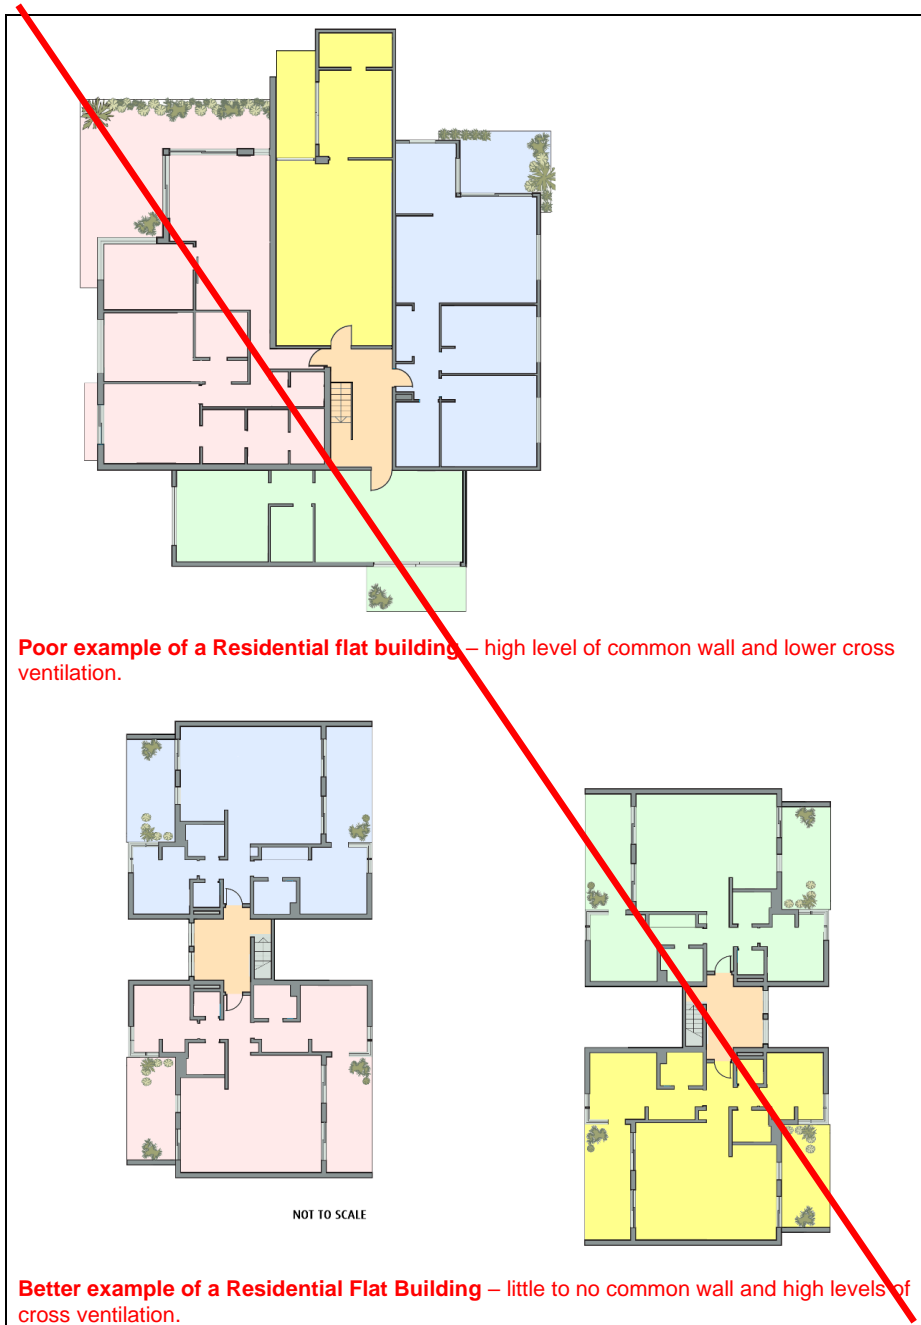 Poor example of a Residential flat building – high level of common wall and lower cross
ventilation.
NOT TO SCALE
Better example of a Residential Flat Building – little to no common wall and high levels of
cross ventilation.